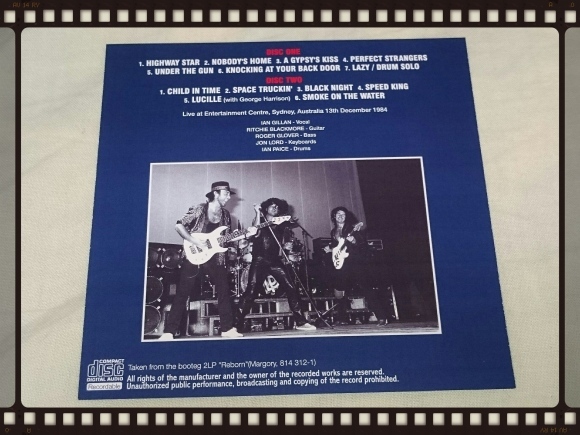 DISC ONE
1. HIGHWAY STAR 2. NOBODY'S HOME 3. A GYPSY'S KISS 4. PERFECT STRANGERS
5. UNDER THE GUN 6. KNOCKING AT YOUR BACK DOOR 7. LAZY / DRUM SOLO
DISC TWO
1. CHILD IN TIME 2. SPACE TRUCKIN' 3. BLACK NIGHT 4. SPEED KING
5. LUCILLE (with George Harrison) 6. SMOKE ON THE WATER
Live at Entertainment Centre, Sydney, Australia 13th December 1984
IAN GILLAN - Vocal
RITCHIE BLACKMORE - Guitar
ROGER GLOVER - Bass
JON LORD - Keyboards
IAN PAICE - Drums
COMPACT
disc
DIGITAL AUDIO
Recordable
Taken from the booteg 2LP "Reborn"(Margory, 814 312-1)
All rights of the manufacturer and the owner of the recorded works are reserved.
Unauthorized public performance, broadcasting and copying of the record prohibited.